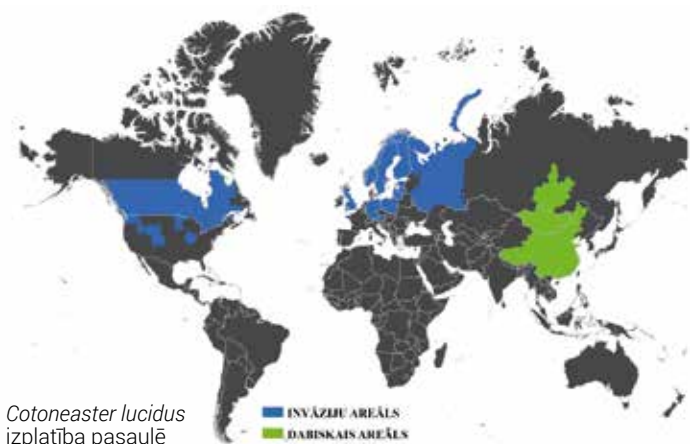 Cotoneaster lucidus
izplatība pasaulē
INVĀZIJU AREĀLS
DABISKAIS AREĀLS